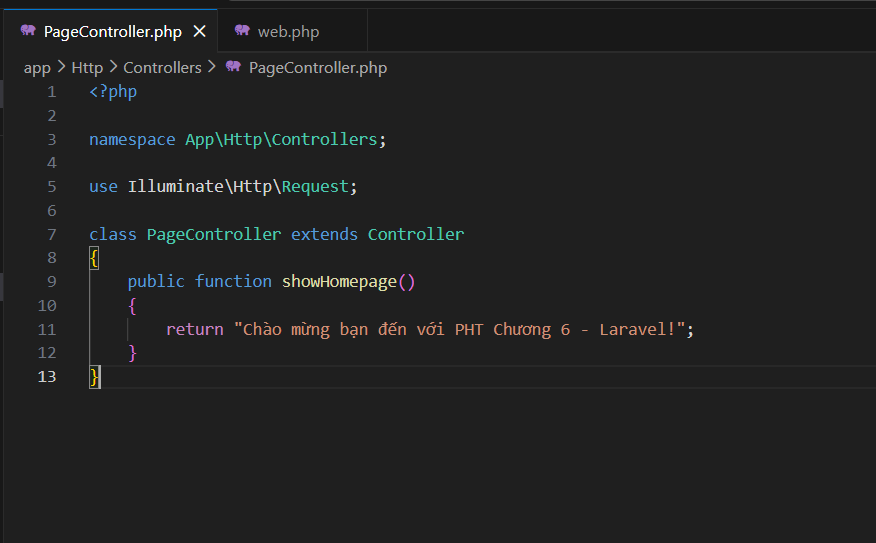 PageController.php
web.php
app > Http > Controllers > PageController.php
1 <?php
2
3 namespace App\Http\Controllers;
4
5 use Illuminate\Http\Request;
6
7 class PageController extends Controller
8 {
9 public function showHomepage()
10 {
11 return "Chào mừng bạn đến với PHT Chương 6 - Laravel!";
12 }
13 }